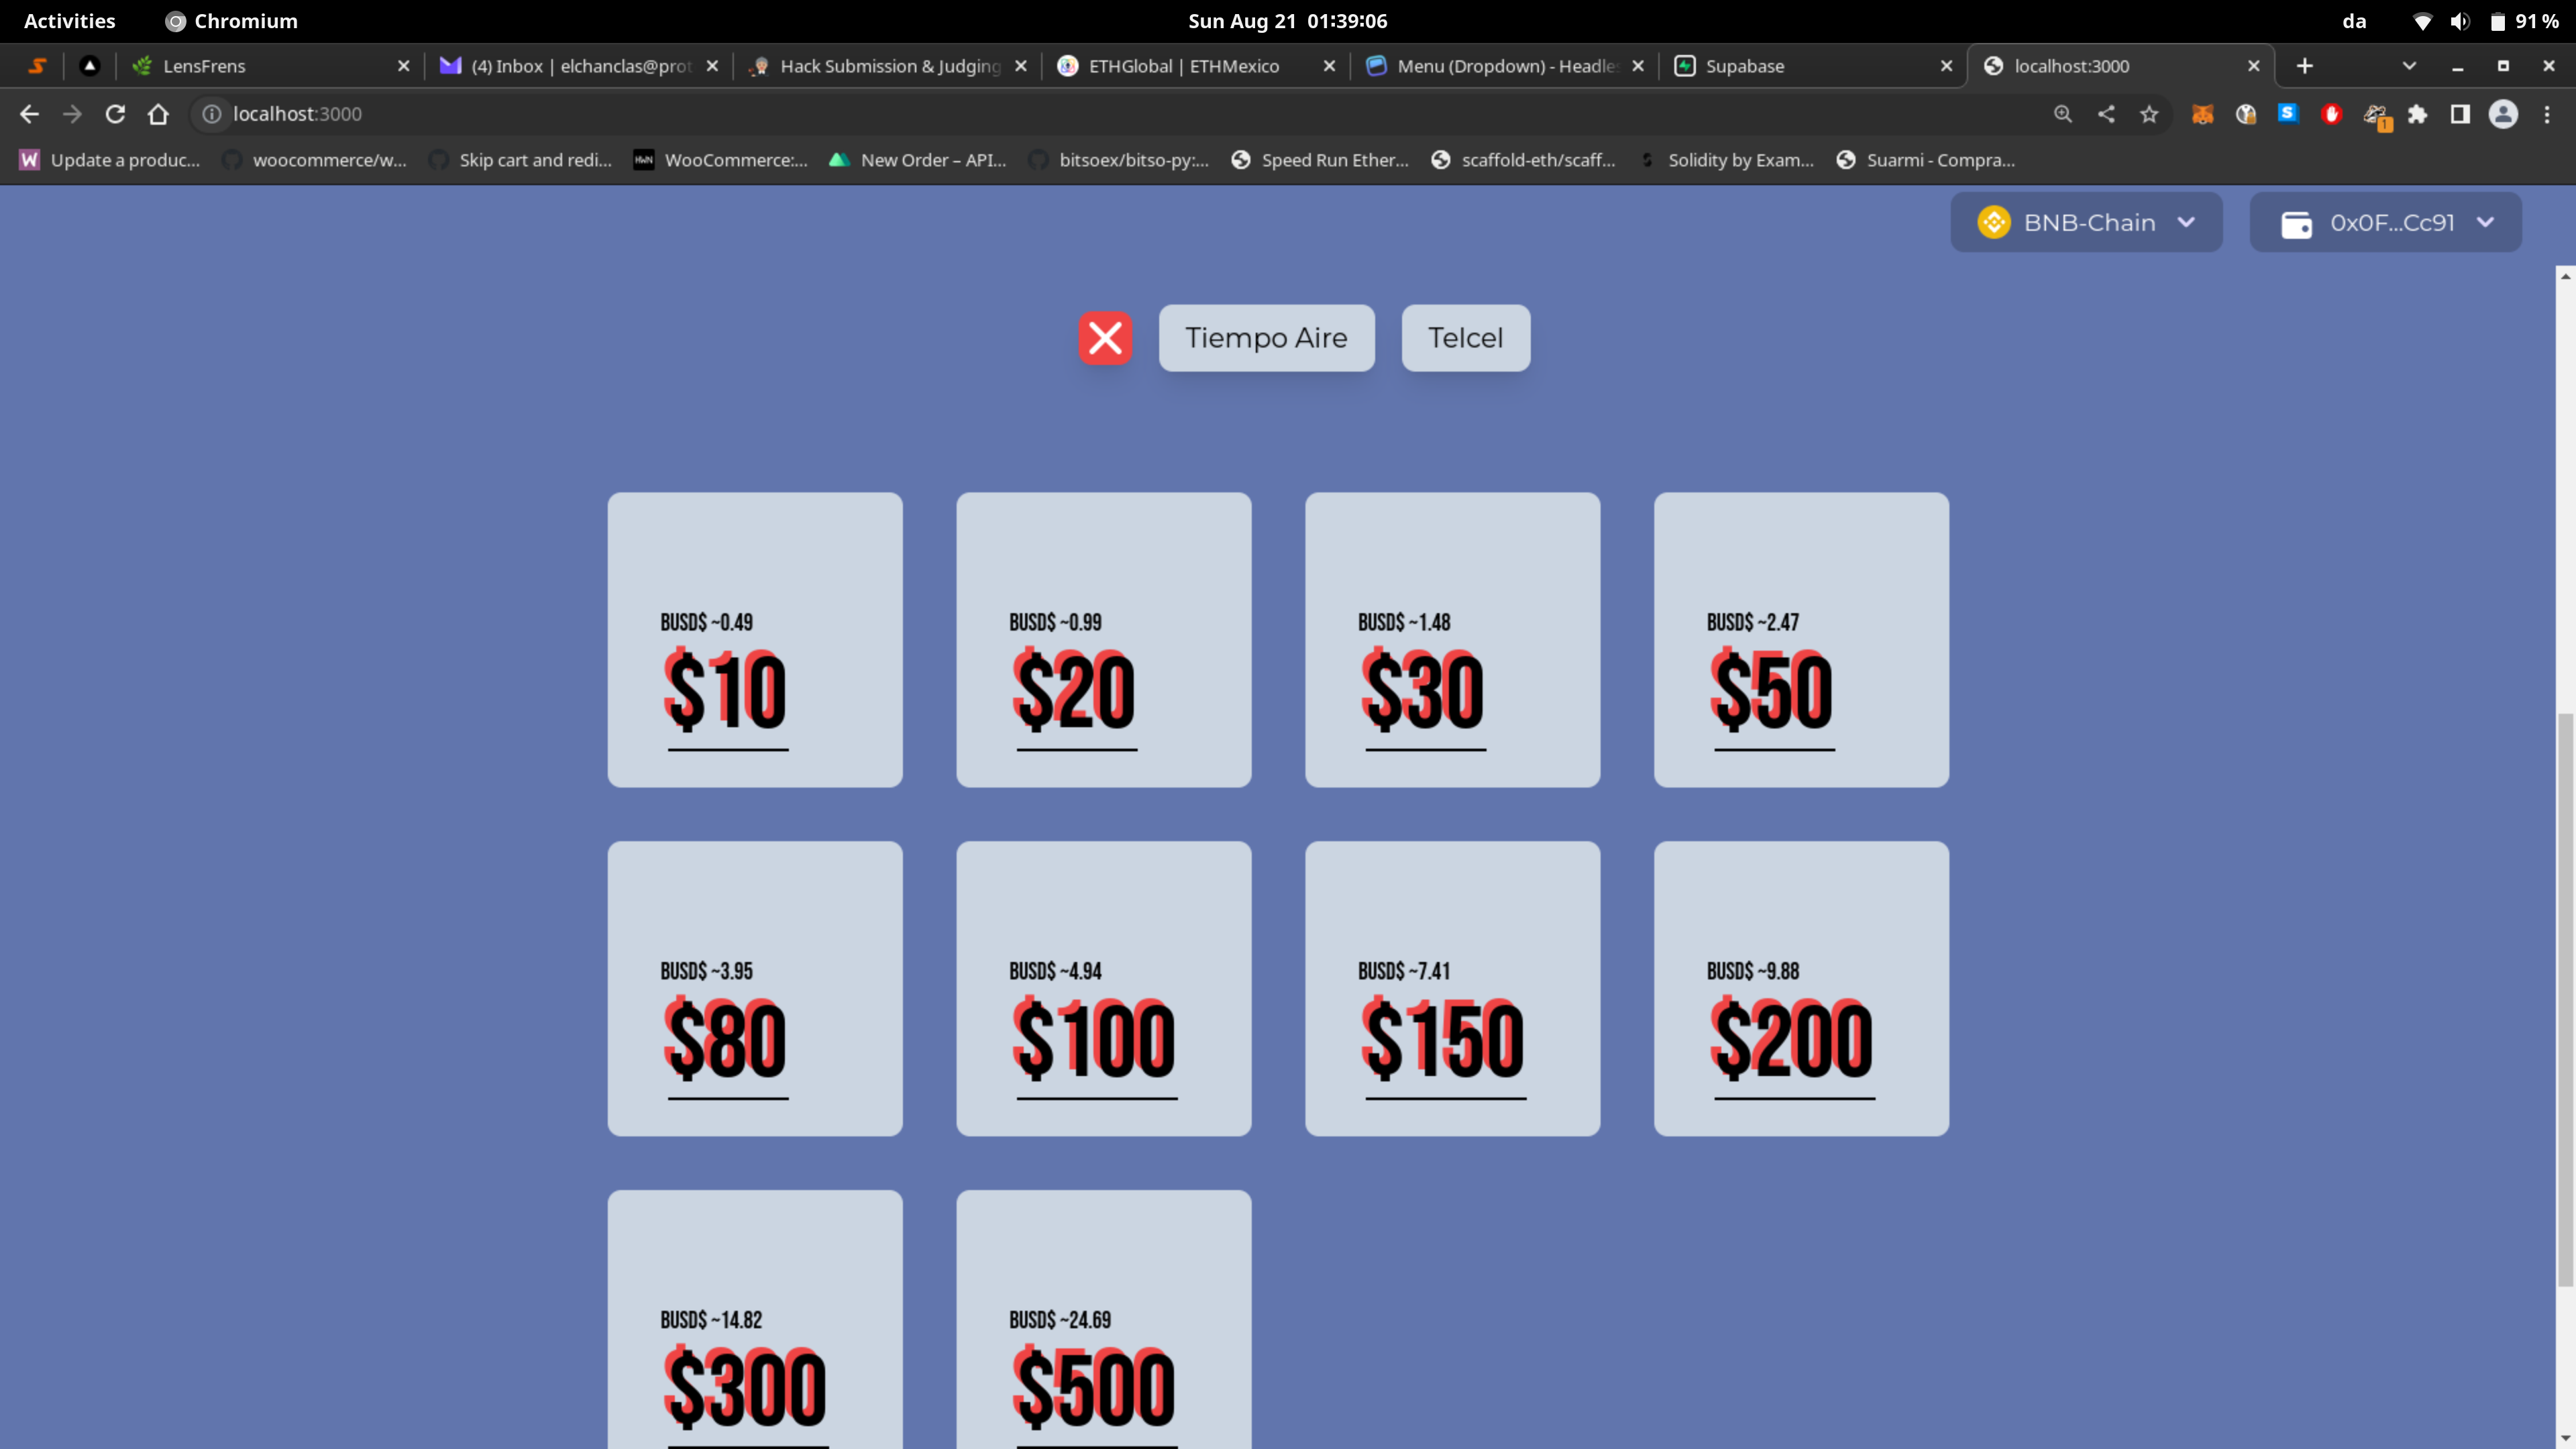 Activities Chromium Sun Aug 21 01:39:06 da 91 %
LensFrens (4) Inbox | elchanclas@prot Hack Submission & Judging ETHGlobal | ETHMexico Menu (Dropdown) - Headle Supabase localhost:3000
localhost:3000
W Update a produc... woocommerce/w... Skip cart and redi... HWN WooCommerce:... New Order – API... bitsoex/bitso-py:... Speed Run Ether... scaffold-eth/scaff... Solidity by Exam... Suarmi - Compra...
BNB-Chain 0x0F...Cc91
Tiempo Aire Telcel
BUSD$ ~0.49 BUSD$ ~0.99 BUSD$ ~1.48 BUSD$ ~2.47
$10 $20 $30 $50
BUSD$ ~3.95 BUSD$ ~4.94 BUSD$ ~7.41 BUSD$ ~9.88
$80 $100 $150 $200
BUSD$ ~14.82 BUSD$ ~24.69
$300 $500